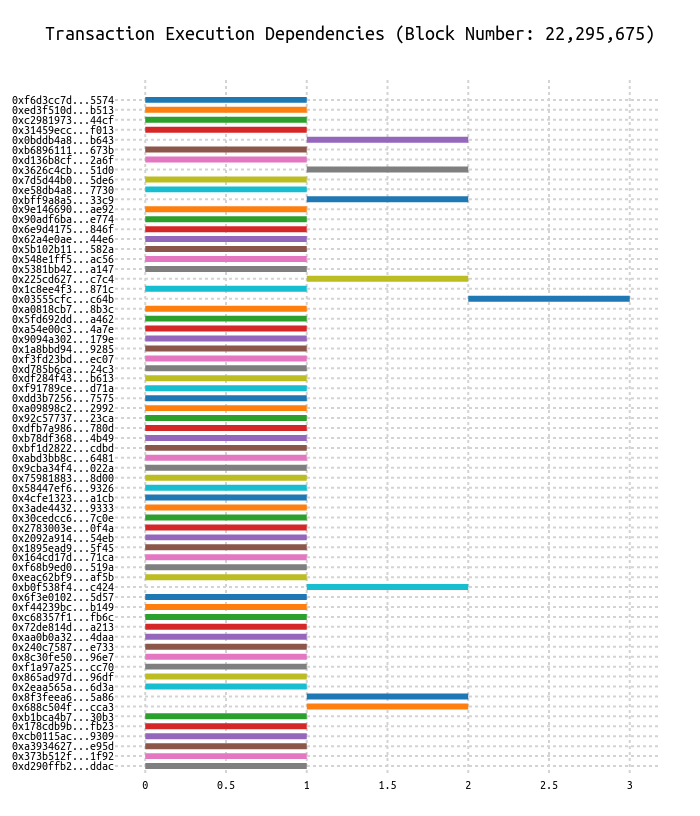 Transaction Execution Dependencies (Block Number: 22,295,675)
0xf6d3cc7d...5574
0xed3f510d...b513
0xc2981973...44cf
0x31459ecc...f013
0x0bddb4a8...b643
0xb6896111...673b
0xd136b8cf...2a6f
0x3626c4cb...51d0
0x7d5d44b0...5de6
0xe58db4a8...7730
0xbff9a8a5...33c9
0x9e146690...ae92
0x90adf6ba...e774
0x6e9d4175...846f
0x62a4e0ae...44e6
0x5b102b11...582a
0x548e1ff5...ac56
0x5381bb42...a147
0x225cd627...c7c4
0x1c8ee4f3...871c
0x03555cfc...c64b
0xa0818cb7...8b3c
0x5fd692dd...a462
0xa54e00c3...4a7e
0x9094a302...179e
0x1a8bbd94...9285
0xf3fd23bd...ec07
0xd785b6ca...24c3
0xdf284f43...b613
0xf91789ce...d71a
0xdd3b7256...7575
0xa09898c2...2992
0x92c57737...23ca
0xdfb7a986...780d
0xb78df368...4b49
0xbf1d2822...cdbd
0xabd3bb8c...6481
0x9cba34f4...022a
0x75981883...8d00
0x58447ef6...9326
0x4cfe1323...a1cb
0x3ade4432...9333
0x30cedcc6...7c0e
0x2783003e...0f4a
0x2092a914...54eb
0x1895ead9...5f45
0x164cd17d...71ca
0xf68b9ed0...519a
0xeac62bf9...af5b
0xb0f538f4...c424
0x6f3e0102...5d57
0xf44239bc...b149
0xc68357f1...fb6c
0x72de814d...a213
0xaa0b0a32...4daa
0x240c7587...e733
0x8c30fe50...96e7
0xf1a97a25...cc70
0x865ad97d...96df
0x2eaa565a...6d3a
0x8f3feea6...5a86
0x688c504f...cca3
0xb1bca4b7...30b3
0x178cdb9b...fb23
0xcb0115ac...9309
0xa3934627...e95d
0x373b512f...1f92
0xd290ffb2...ddac
0 0.5 1 1.5 2 2.5 3